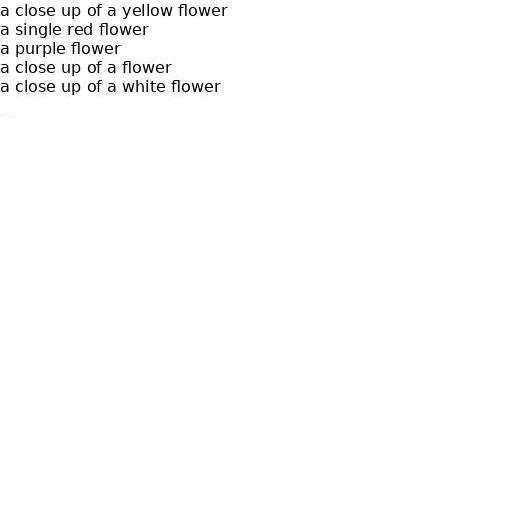 a close up of a yellow flower
a single red flower
a purple flower
a close up of a flower
a close up of a white flower